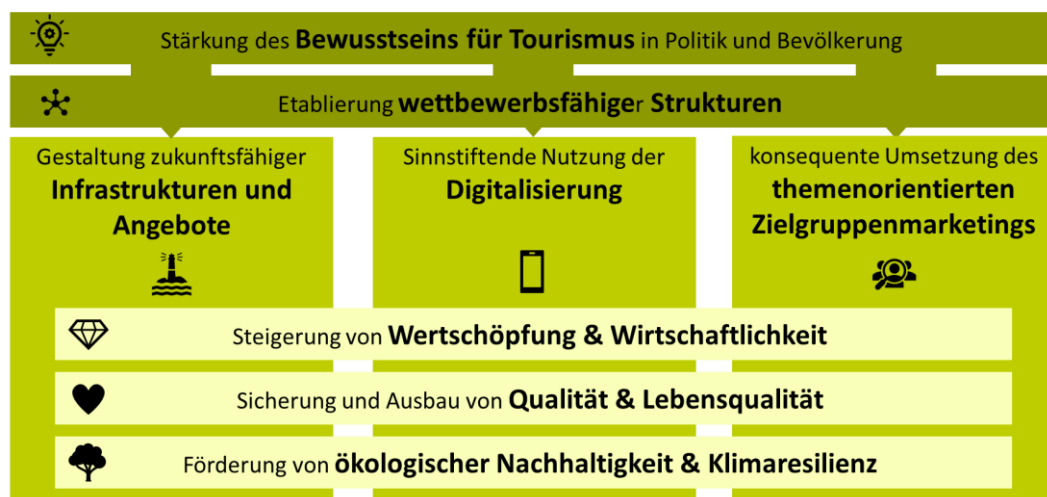 Stärkung des Bewusstseins für Tourismus in Politik und Bevölkerung
Etablierung wettbewerbsfähiger Strukturen
Gestaltung zukunftsfähiger
Infrastrukturen und
Angebote
Sinnstiftende Nutzung der
Digitalisierung
konsequente Umsetzung des
themenorientierten
Zielgruppenmarketings
Steigerung von Wertschöpfung & Wirtschaftlichkeit
Sicherung und Ausbau von Qualität & Lebensqualität
Förderung von ökologischer Nachhaltigkeit & Klimaresilienz